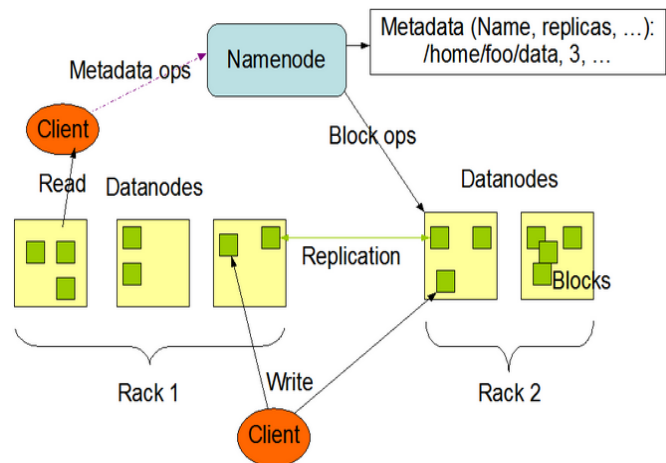 Metadata (Name, replicas, …):
/home/foo/data, 3, …
Namenode
Metadata ops
Client
Block ops
Read
Datanodes
Datanodes
Replication
Blocks
Rack 1
Write
Rack 2
Client